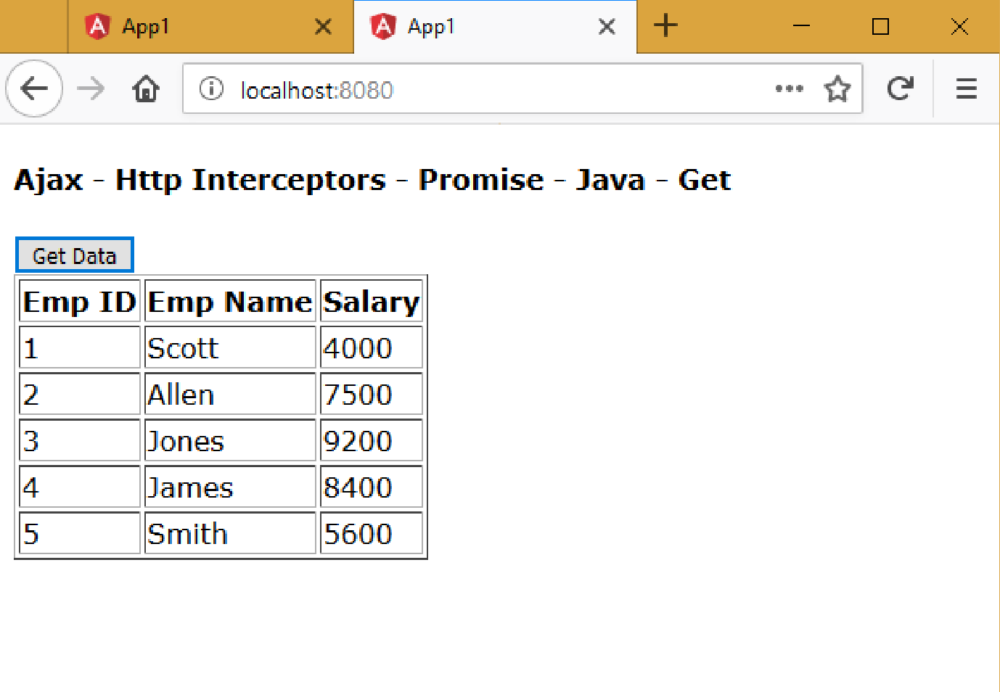 App1 App1
localhost:8080
Ajax - Http Interceptors - Promise - Java - Get
Get Data
Emp ID Emp Name Salary
1 Scott 4000
2 Allen 7500
3 Jones 9200
4 James 8400
5 Smith 5600